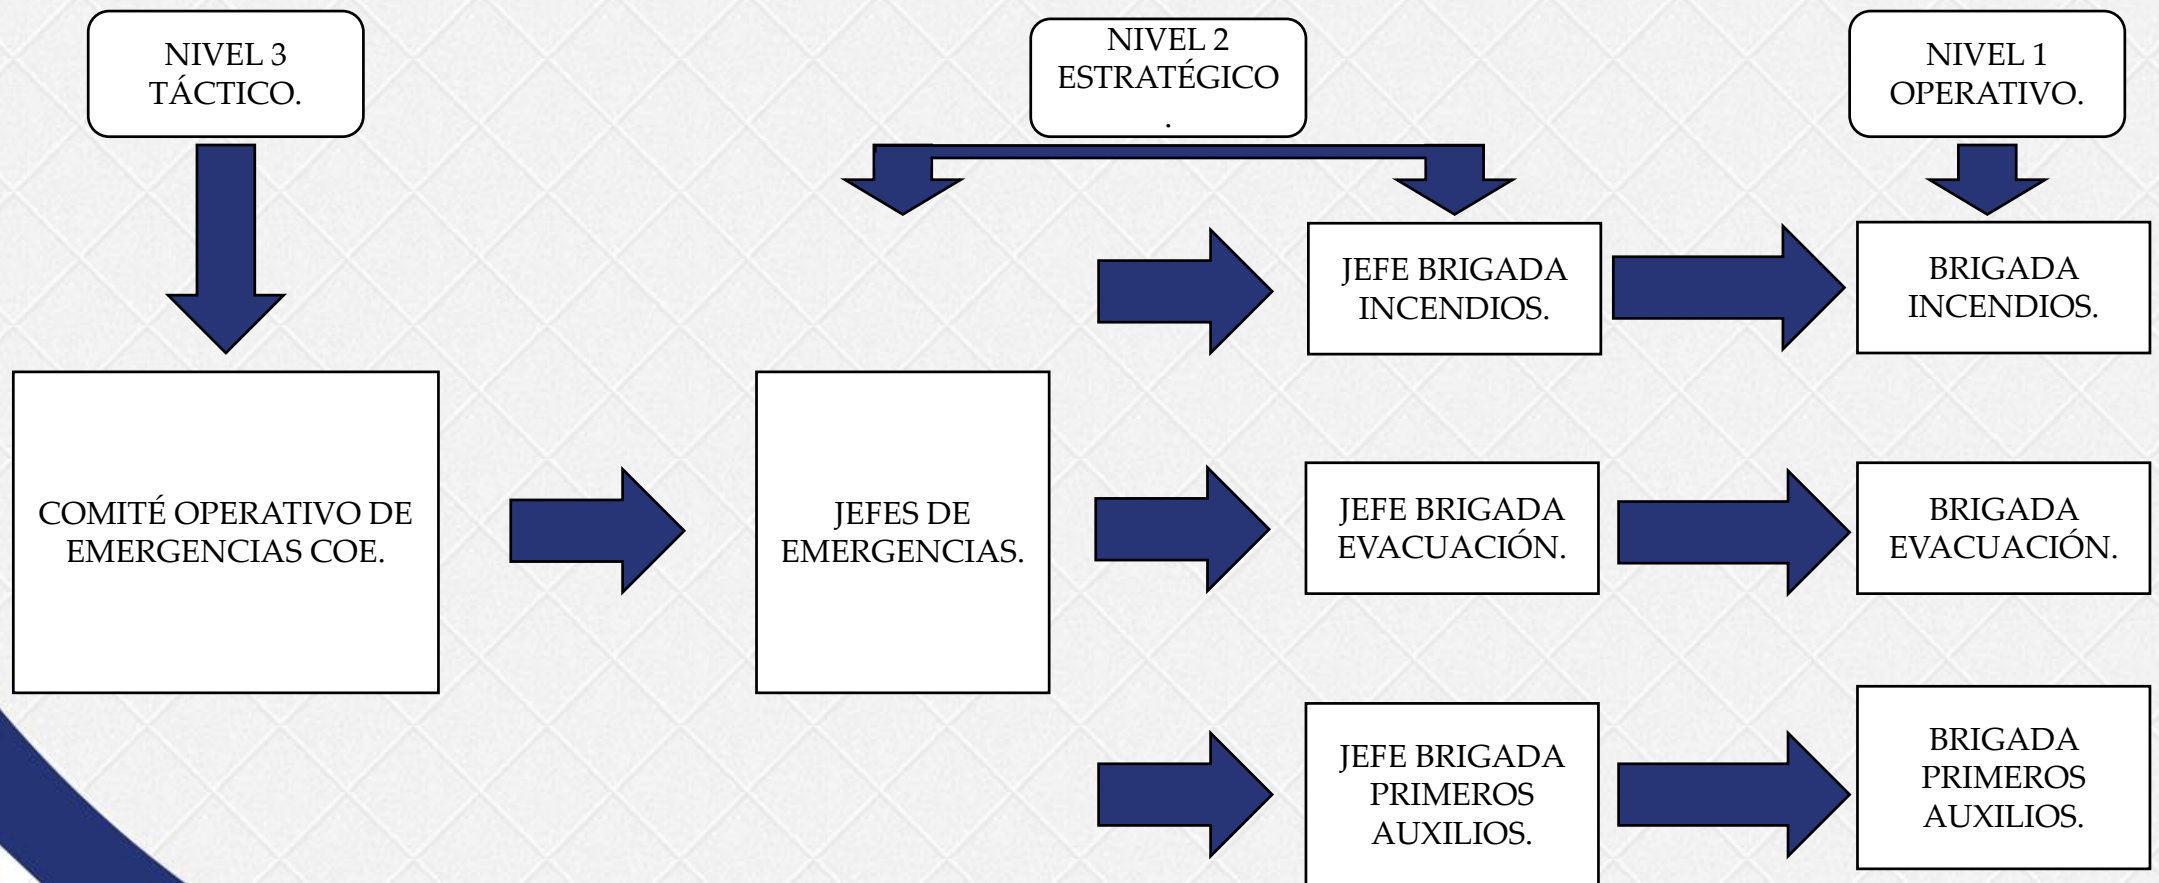 NIVEL 3
TÁCTICO.
NIVEL 2
ESTRATÉGICO
.
NIVEL 1
OPERATIVO.
COMITÉ OPERATIVO DE
EMERGENCIAS COE.
JEFES DE
EMERGENCIAS.
JEFE BRIGADA
INCENDIOS.
BRIGADA
INCENDIOS.
JEFE BRIGADA
EVACUACIÓN.
BRIGADA
EVACUACIÓN.
JEFE BRIGADA
PRIMEROS
AUXILIOS.
BRIGADA
PRIMEROS
AUXILIOS.